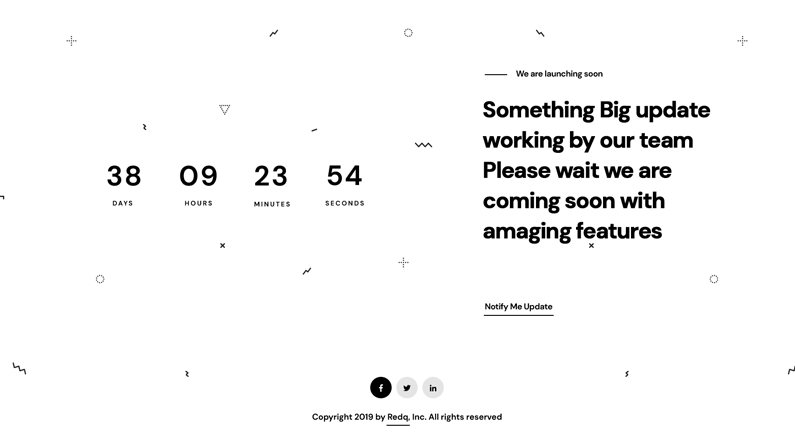 We are launching soon
Something Big update
working by our team
Please wait we are
coming soon with
amaging features
38 09 23 54
DAYS HOURS MINUTES SECONDS
Notify Me Update
Copyright 2019 by Redq, Inc. All rights reserved